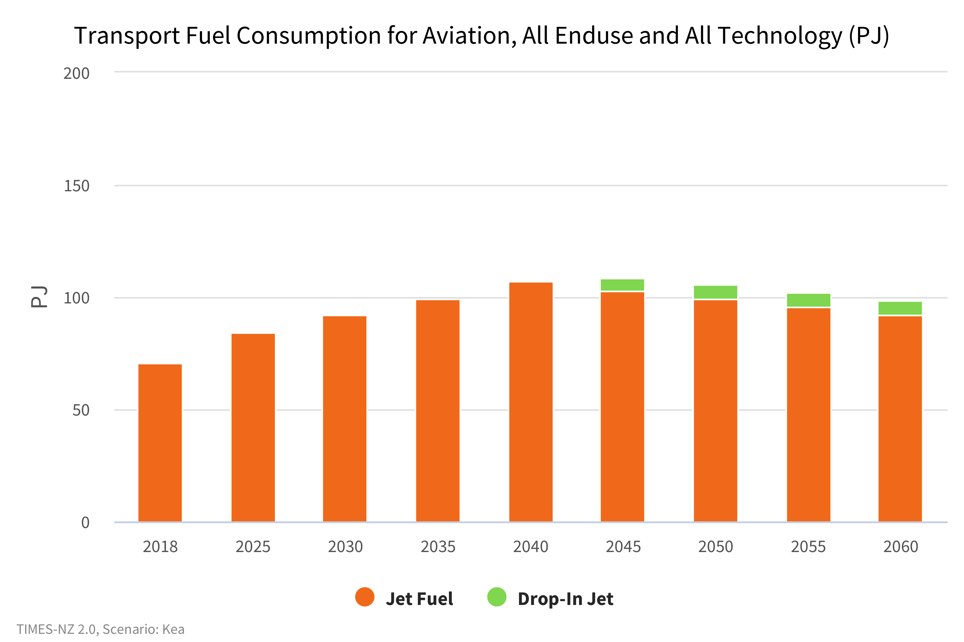 Transport Fuel Consumption for Aviation, All Enduse and All Technology (PJ)
200
150
100
50
0
PJ
2018 2025 2030 2035 2040 2045 2050 2055 2060
Jet Fuel Drop-In Jet
TIMES-NZ 2.0, Scenario: Kea